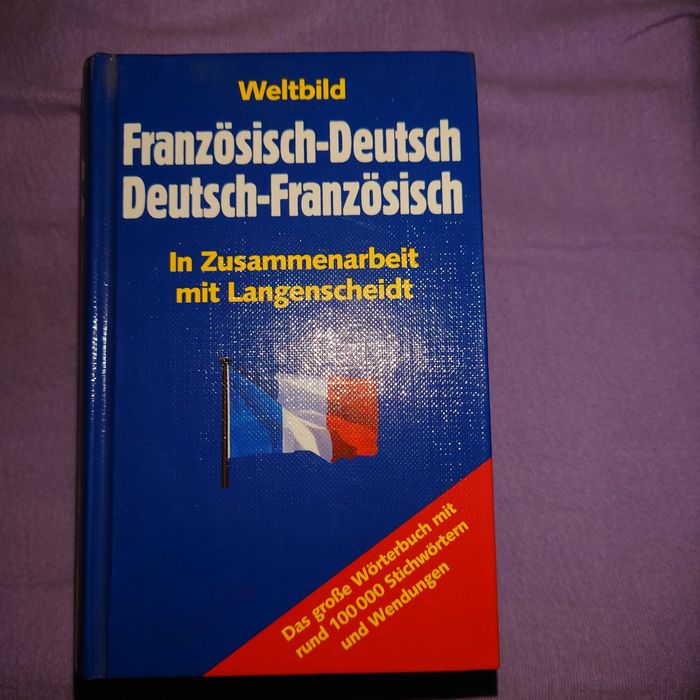 Weltbild
Französisch-Deutsch
Deutsch-Französisch
In Zusammenarbeit
mit Langenscheidt
Das große Wörterbuch mit
rund 100 000 Stichwörtern
und Wendungen